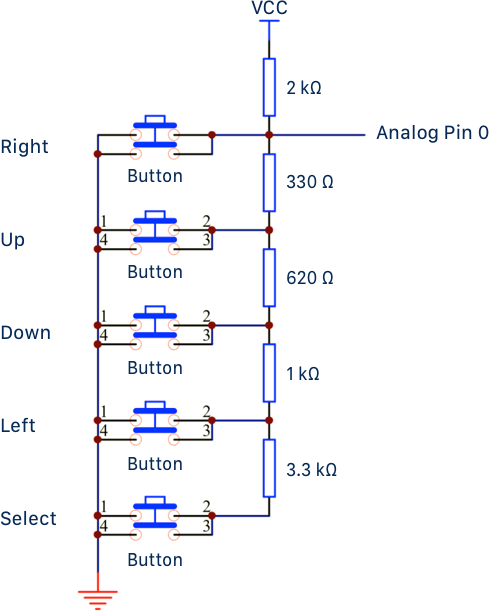 VCC
2 kΩ
Analog Pin 0
Right
Button
330 Ω
1 2
4 3
Up
Button
620 Ω
1 2
4 3
Down
Button
1 kΩ
1 2
4 3
Left
Button
3.3 kΩ
1 2
4 3
Select
Button